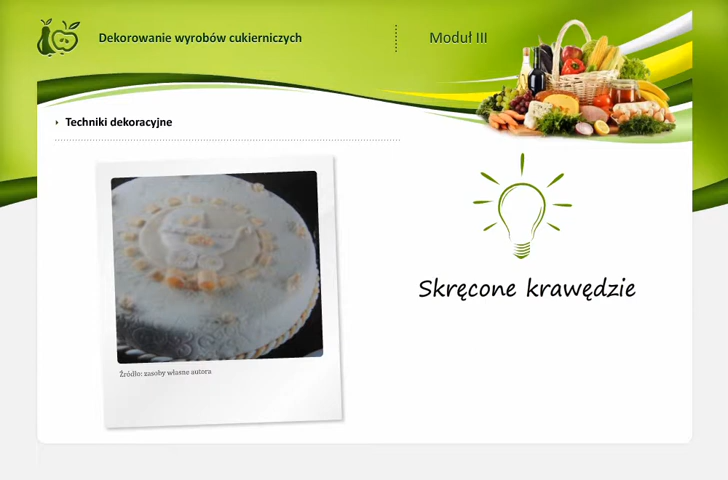 Dekorowanie wyrobów cukierniczych
Moduł III
Techniki dekoracyjne
Skręcone krawędzie
Źródło: zasoby własne autora